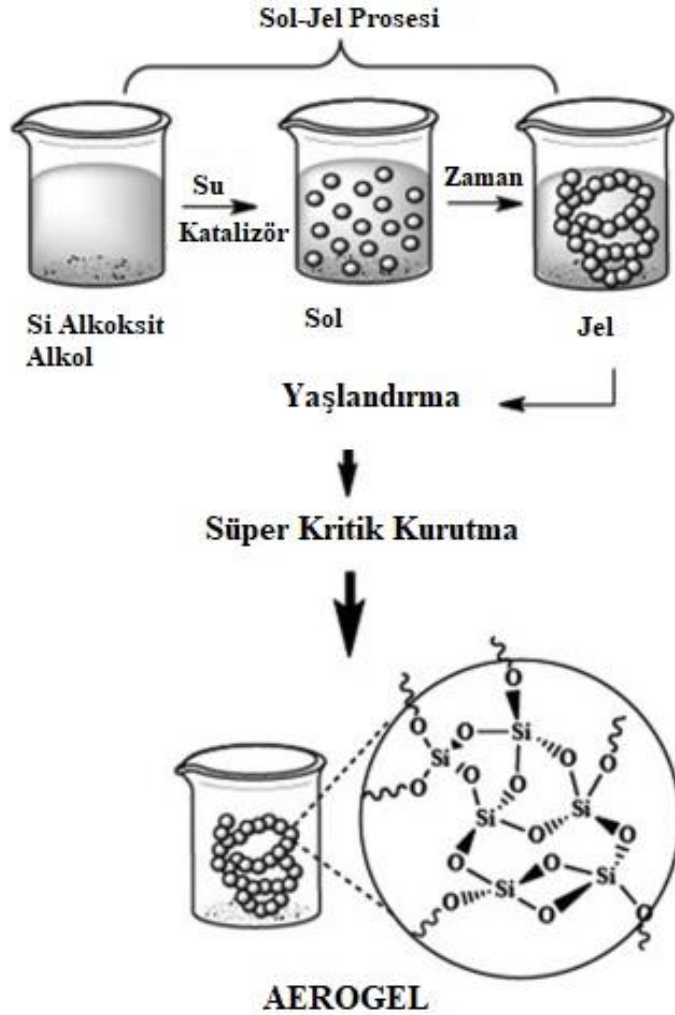 Sol-Jel Prosesi
Su
Katalizör
Zaman
Si Alkoksit
Alkol
Sol
Jel
Yaşlandırma
Süper Kritik Kurutma
O
O
O
Si
O
O
Si
O
O
O
Si
Si
O
O
O
O
Si
Si
O
O
O
AEROGEL